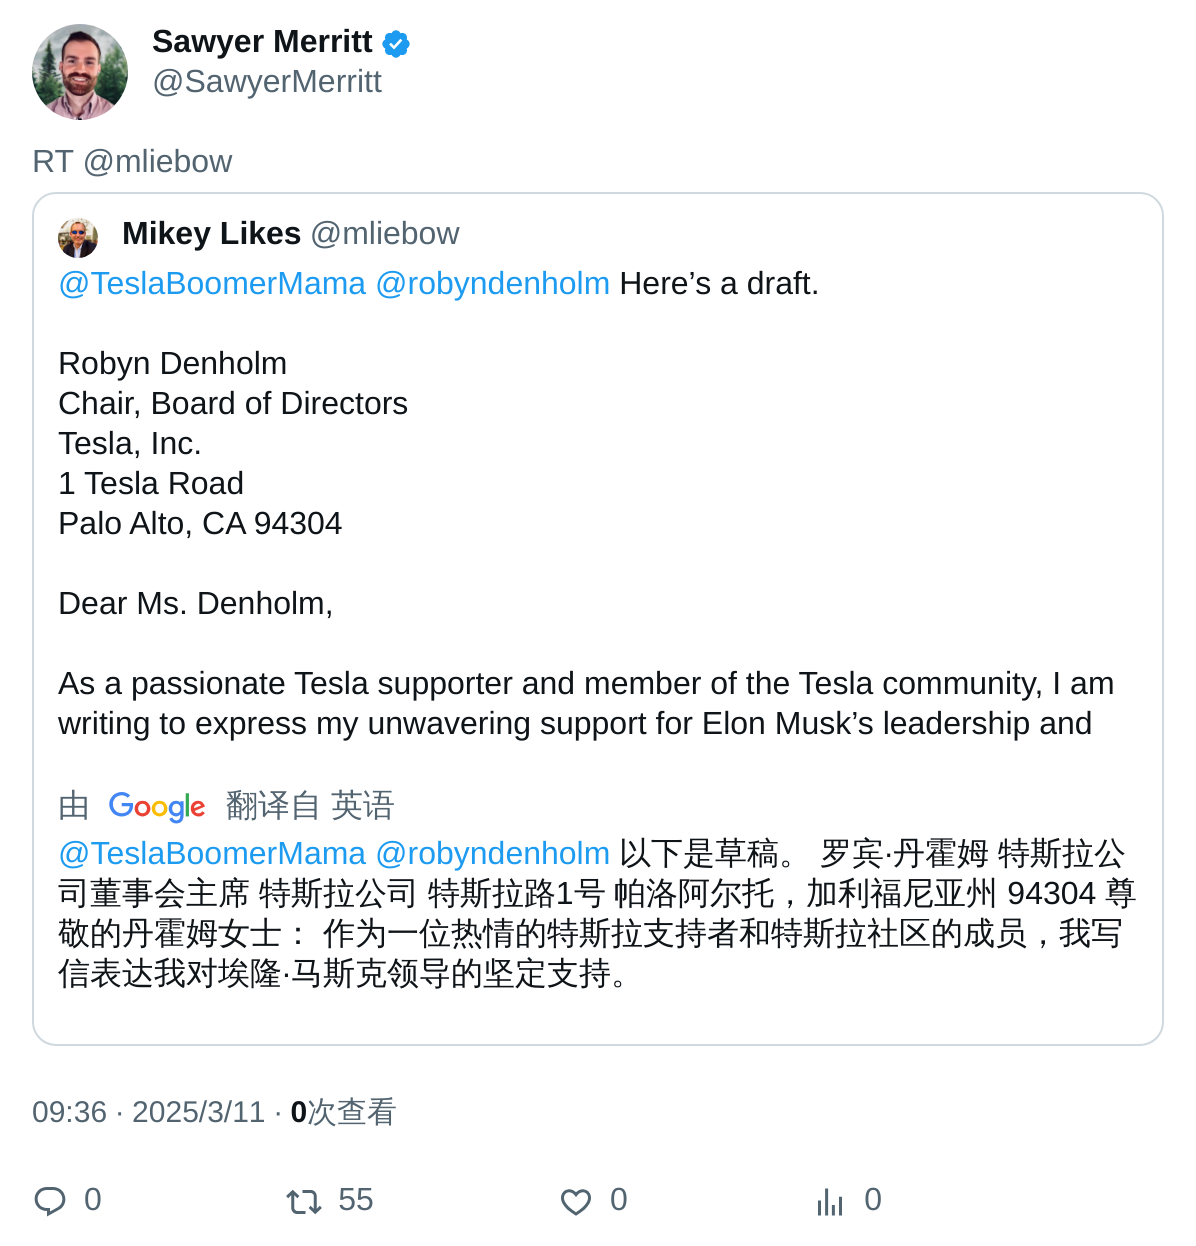 Sawyer Merritt
@SawyerMerritt
RT @mliebow
Mikey Likes @mliebow
@TeslaBoomerMama @robyndenholm Here’s a draft.
Robyn Denholm
Chair, Board of Directors
Tesla, Inc.
1 Tesla Road
Palo Alto, CA 94304
Dear Ms. Denholm,
As a passionate Tesla supporter and member of the Tesla community, I am
writing to express my unwavering support for Elon Musk’s leadership and
由 Google 翻译自 英语
@TeslaBoomerMama @robyndenholm 以下是草稿。 罗宾·丹霍姆 特斯拉公
司董事会主席 特斯拉公司 特斯拉路1号 帕洛阿尔托，加利福尼亚州 94304 尊
敬的丹霍姆女士： 作为一位热情的特斯拉支持者和特斯拉社区的成员，我写
信表达我对埃隆·马斯克领导的坚定支持。
09:36 · 2025/3/11 · 0次查看
0 55 0 0